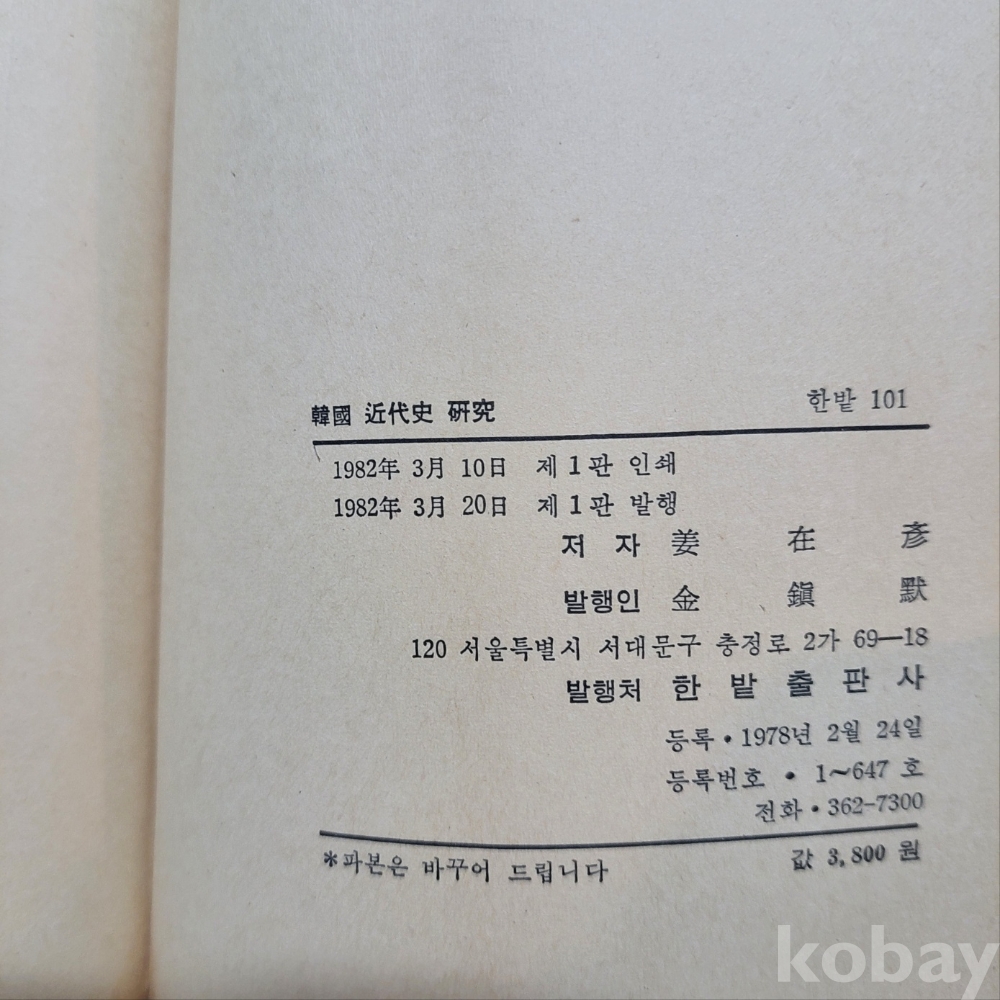 韓國 近代史 硏究 한밭 101
1982年 3月 10日 제1판 인쇄
1982年 3月 20日 제1판 발행
저 자 姜 在 彥
발행인 金 鎭 默
120 서울특별시 서대문구 충정로 2가 69—18
발행처 한 밭 출 판 사
등록 · 1978년 2월 24일
등록번호 · 1~647 호
전화 · 362-7300
*파본은 바꾸어 드립니다 값 3,800 원
kobay